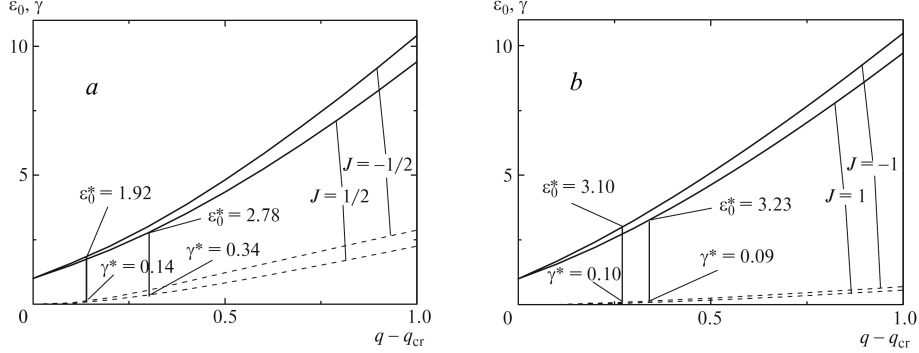 ε₀, γ
10
5
0
0.5
1.0
q – q_cr
a
ε₀* = 1.92
ε₀* = 2.78
γ* = 0.14
γ* = 0.34
J = –1/2
J = 1/2
ε₀, γ
10
5
0
0.5
1.0
q – q_cr
b
ε₀* = 3.10
ε₀* = 3.23
γ* = 0.10
γ* = 0.09
J = –1
J = 1